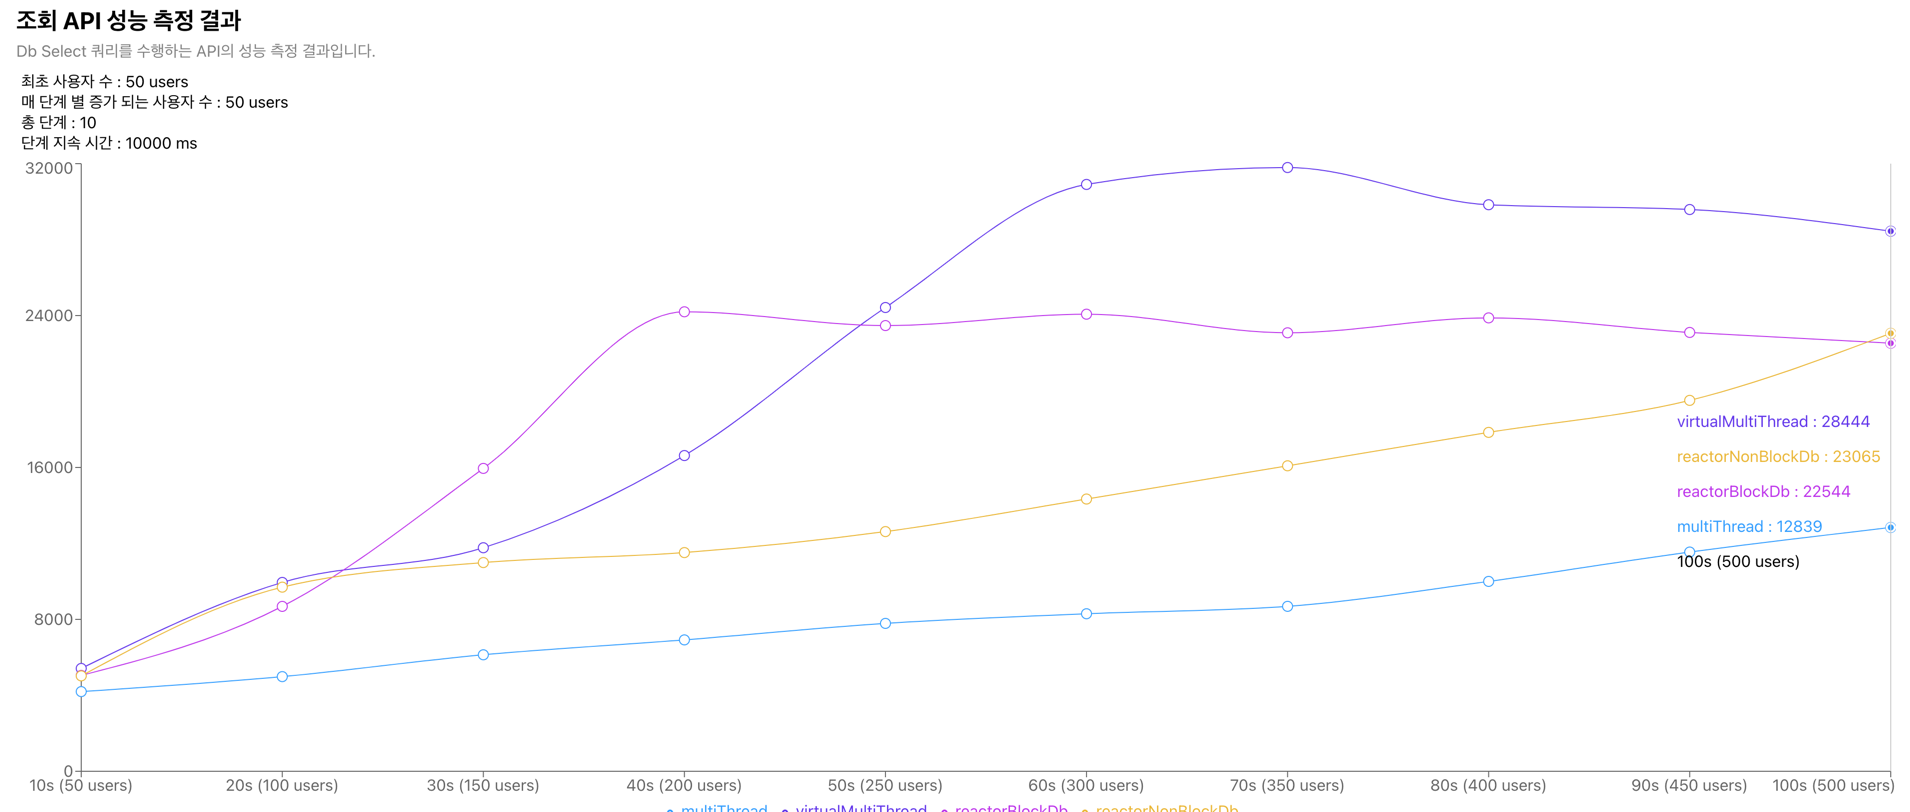 조회 API 성능 측정 결과
Db Select 쿼리를 수행하는 API의 성능 측정 결과입니다.
최초 사용자 수 : 50 users
매 단계 별 증가 되는 사용자 수 : 50 users
총 단계 : 10
단계 지속 시간 : 10000 ms
32000
24000
16000
8000
0
virtualMultiThread : 28444
reactorNonBlockDb : 23065
reactorBlockDb : 22544
multiThread : 12839
100s (500 users)
10s (50 users) 20s (100 users) 30s (150 users) 40s (200 users) 50s (250 users) 60s (300 users) 70s (350 users) 80s (400 users) 90s (450 users) 100s (500 users)
multiThread virtualMultiThread reactorBlockDb reactorNonBlockDb